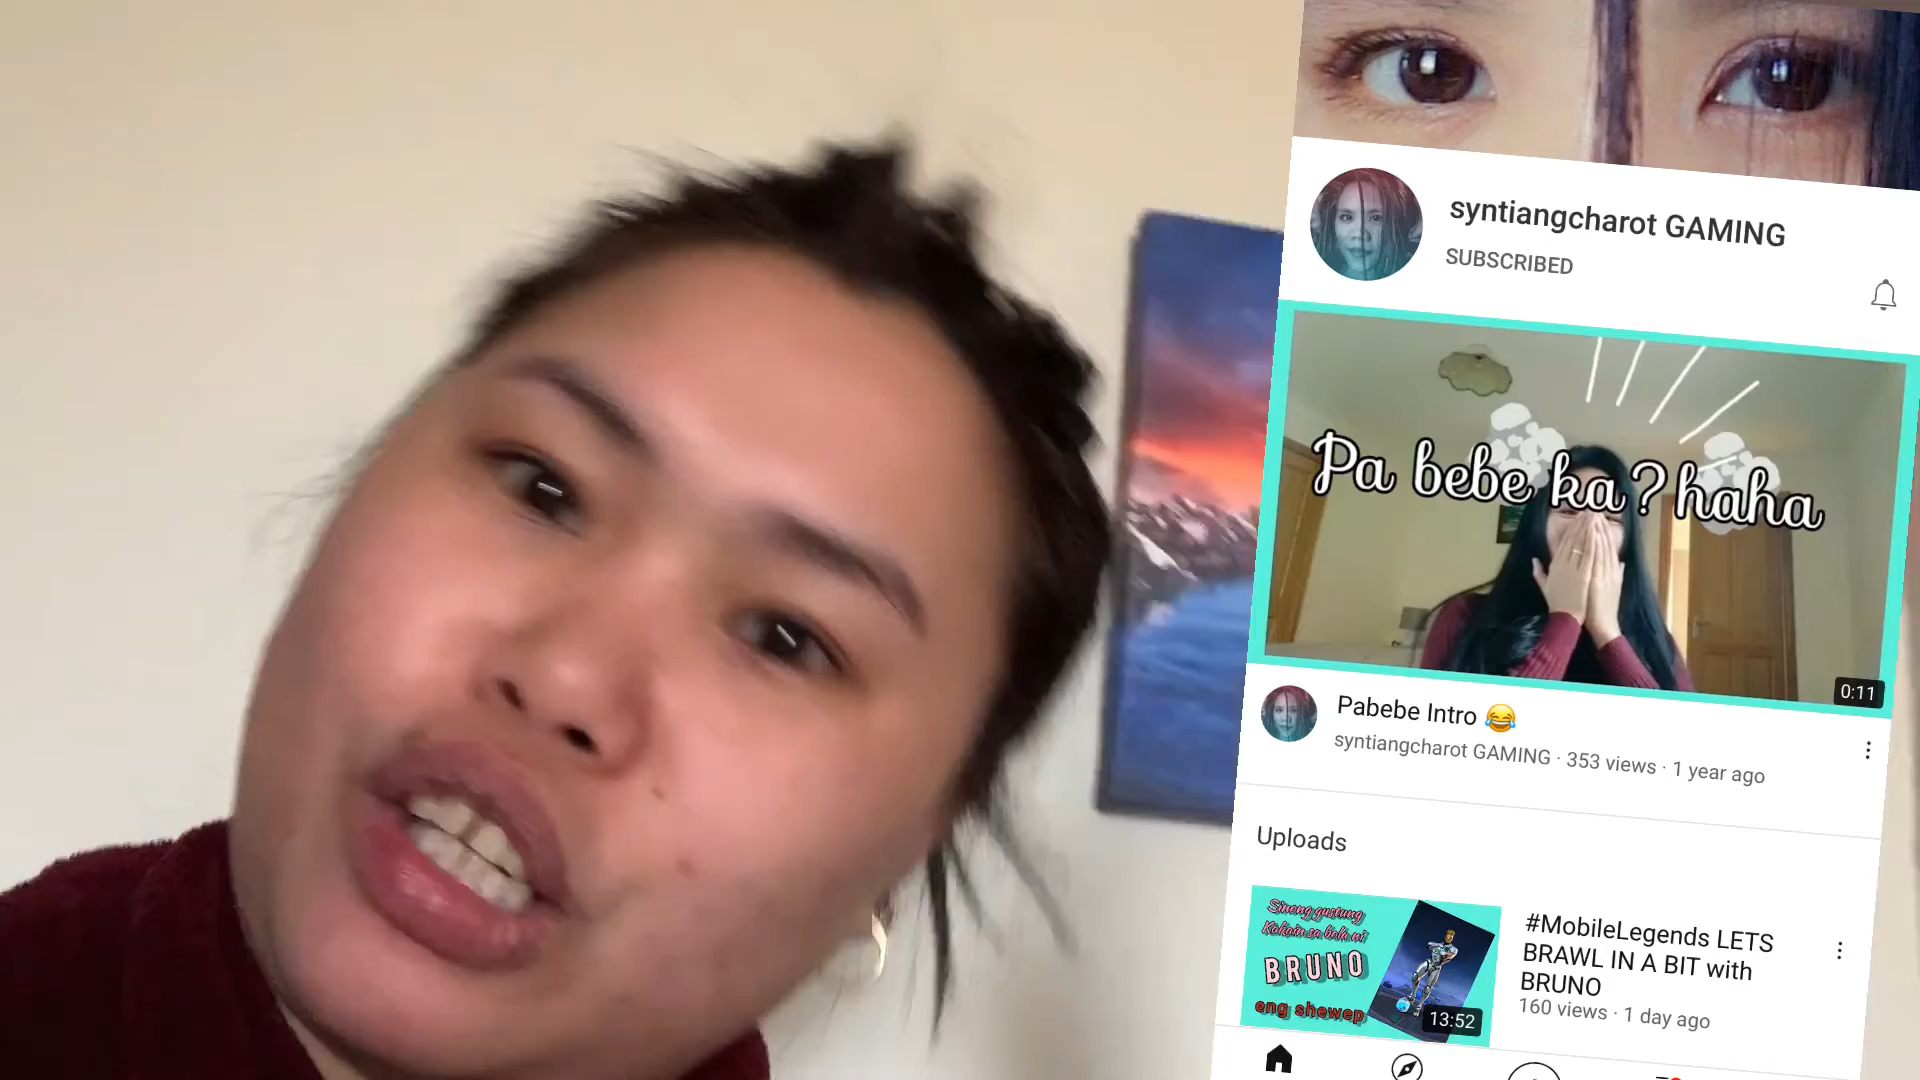 syntiangcharot GAMING
SUBSCRIBED
Pa bebe ka? haha
0:11
Pabebe Intro 😂
syntiangcharot GAMING · 353 views · 1 year ago
Uploads
Sinong gustung
Kahain sa bola ni
BRUNO
eng shewep
13:52
#MobileLegends LETS
BRAWL IN A BIT with
BRUNO
160 views · 1 day ago